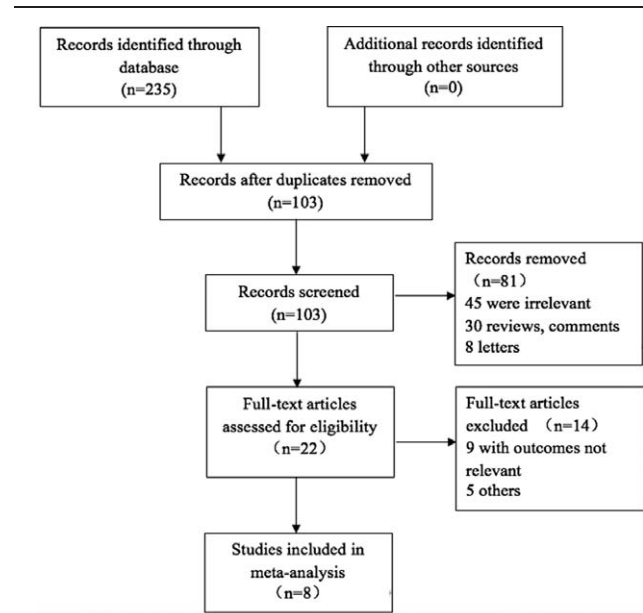 Records identified through
database
(n=235)
Additional records identified
through other sources
(n=0)
Records after duplicates removed
(n=103)
Records screened
(n=103)
Records removed
(n=81)
45 were irrelevant
30 reviews, comments
8 letters
Full-text articles
assessed for eligibility
(n=22)
Full-text articles
excluded (n=14)
9 with outcomes not
relevant
5 others
Studies included in
meta-analysis
(n=8)